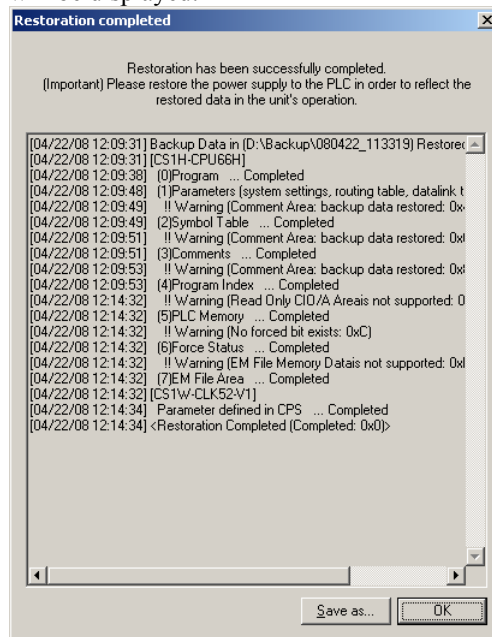 Restoration completed
Restoration has been successfully completed.
(Important) Please restore the power supply to the PLC in order to reflect the
restored data in the unit's operation.
[04/22/08 12:09:31] Backup Data in (D:\Backup\080422_113319) Restored
[04/22/08 12:09:31] [CS1H-CPU66H]
[04/22/08 12:09:38] (0)Program ... Completed
[04/22/08 12:09:48] (1)Parameters (system settings, routing table, datalink t
[04/22/08 12:09:49] !! Warning (Comment Area: backup data restored: 0x
[04/22/08 12:09:49] (2)Symbol Table ... Completed
[04/22/08 12:09:51] !! Warning (Comment Area: backup data restored: 0x
[04/22/08 12:09:51] (3)Comments ... Completed
[04/22/08 12:09:53] !! Warning (Comment Area: backup data restored: 0x
[04/22/08 12:09:53] (4)Program Index ... Completed
[04/22/08 12:14:32] !! Warning (Read Only CIO/A Areais not supported: 0
[04/22/08 12:14:32] (5)PLC Memory ... Completed
[04/22/08 12:14:32] !! Warning (No forced bit exists: 0xC)
[04/22/08 12:14:32] (6)Force Status ... Completed
[04/22/08 12:14:32] !! Warning (EM File Memory Datais not supported: 0x
[04/22/08 12:14:32] (7)EM File Area ... Completed
[04/22/08 12:14:32] [CS1W-CLK52-V1]
[04/22/08 12:14:34] Parameter defined in CPS ... Completed
[04/22/08 12:14:34] <Restoration Completed (Completed: 0x0)>
Save as... OK